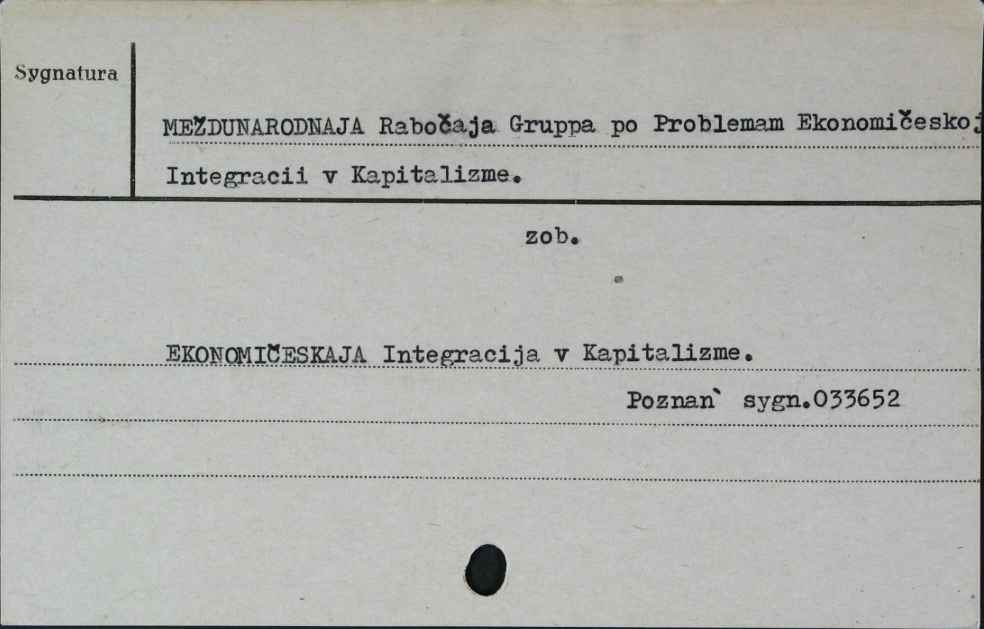 Sygnatura
MEŽDUNARODNAJA Rabočaja Gruppa po Problemam Ekonomičeskoj
Integracii v Kapitalizme.
zob.
EKONOMIČESKAJA Integracija v Kapitalizme.
Poznan` sygn.033652